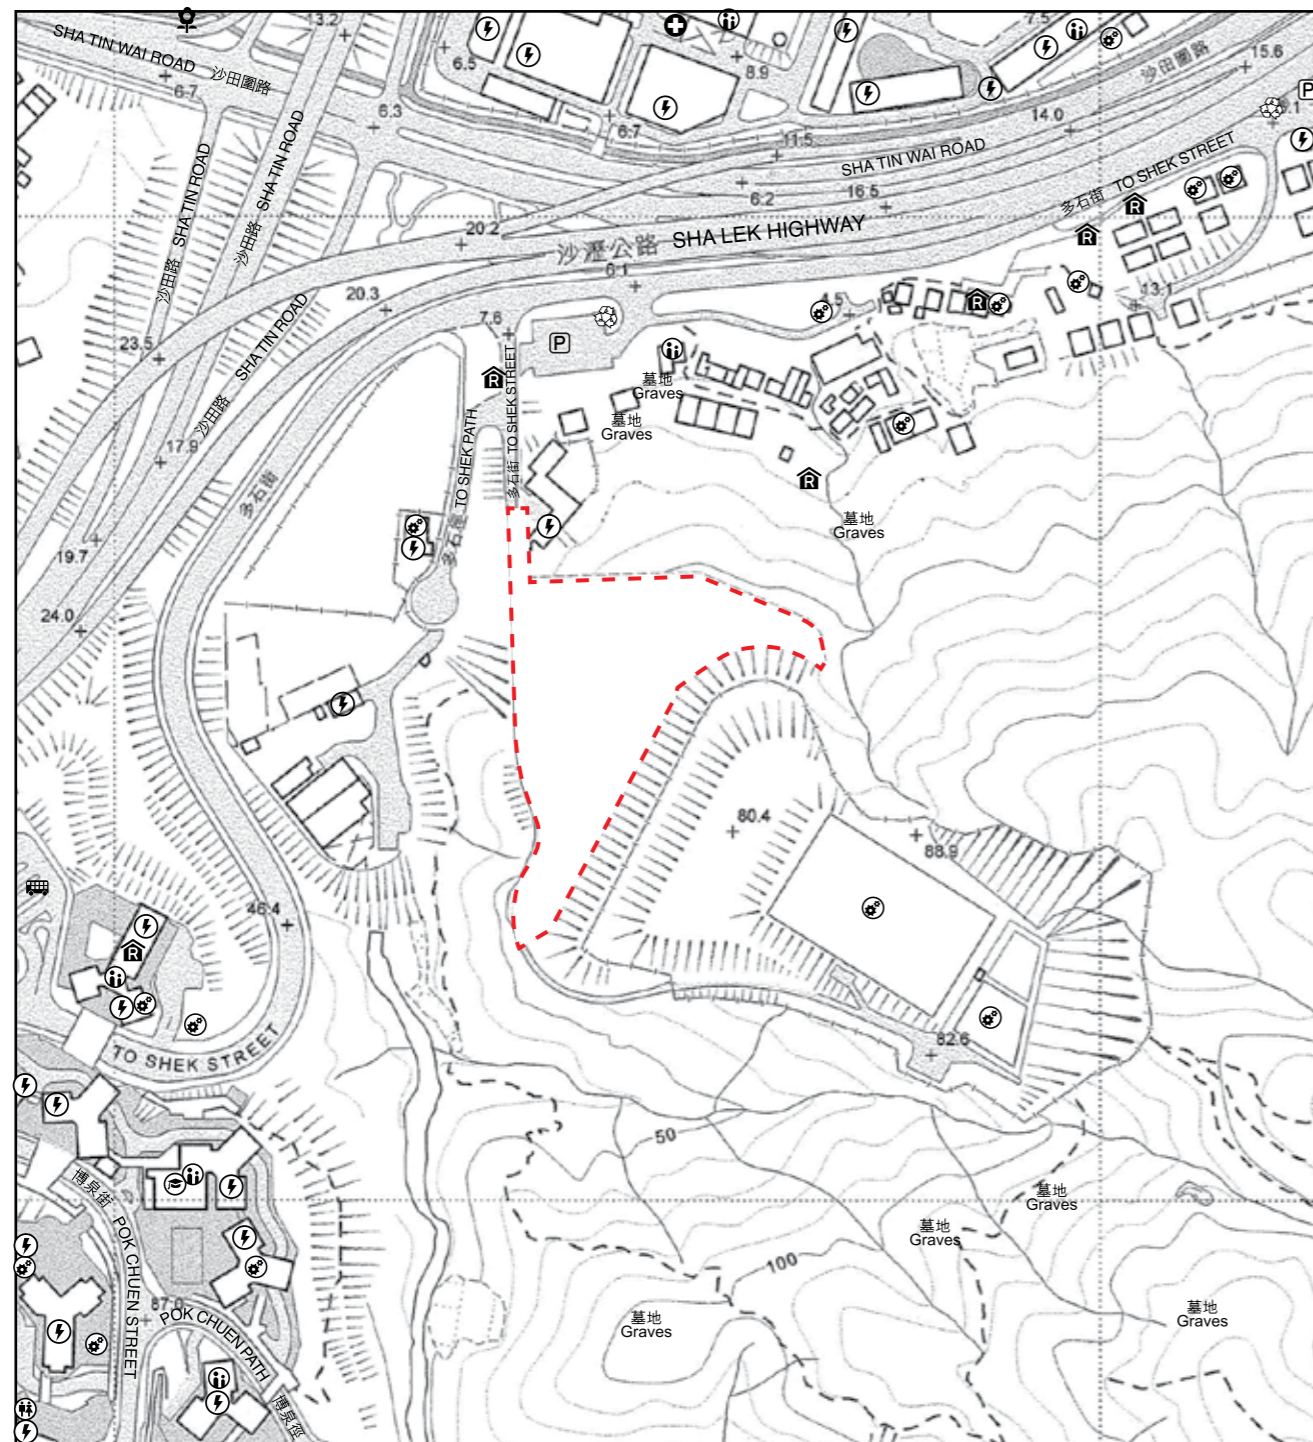 SHA TIN WAI ROAD 沙田圍路
13.2
6.7
6.3
6.5
6.7
8.9
7.5
11.5
14.0
15.6
沙田圍路
SHA TIN WAI ROAD
6.2
16.5
P
沙田路 SHA TIN ROAD
沙田路 SHA TIN ROAD
沙田路 SHA TIN ROAD
20.2
沙瀝公路 SHA LEK HIGHWAY
6.1
多石街 TO SHEK STREET
R
R
R
13.1
4.5
20.3
7.6
23.5
17.9
P
R
墓地
Graves
墓地
Graves
多石街 TO SHEK STREET
多石徑 TO SHEK PATH
多石街
R
墓地
Graves
19.7
24.0
80.4
88.9
46.4
R
TO SHEK STREET
82.6
50
100
墓地
Graves
墓地
Graves
墓地
Graves
墓地
Graves
博泉街 POK CHUEN STREET
87.0
POK CHUEN PATH
博泉徑